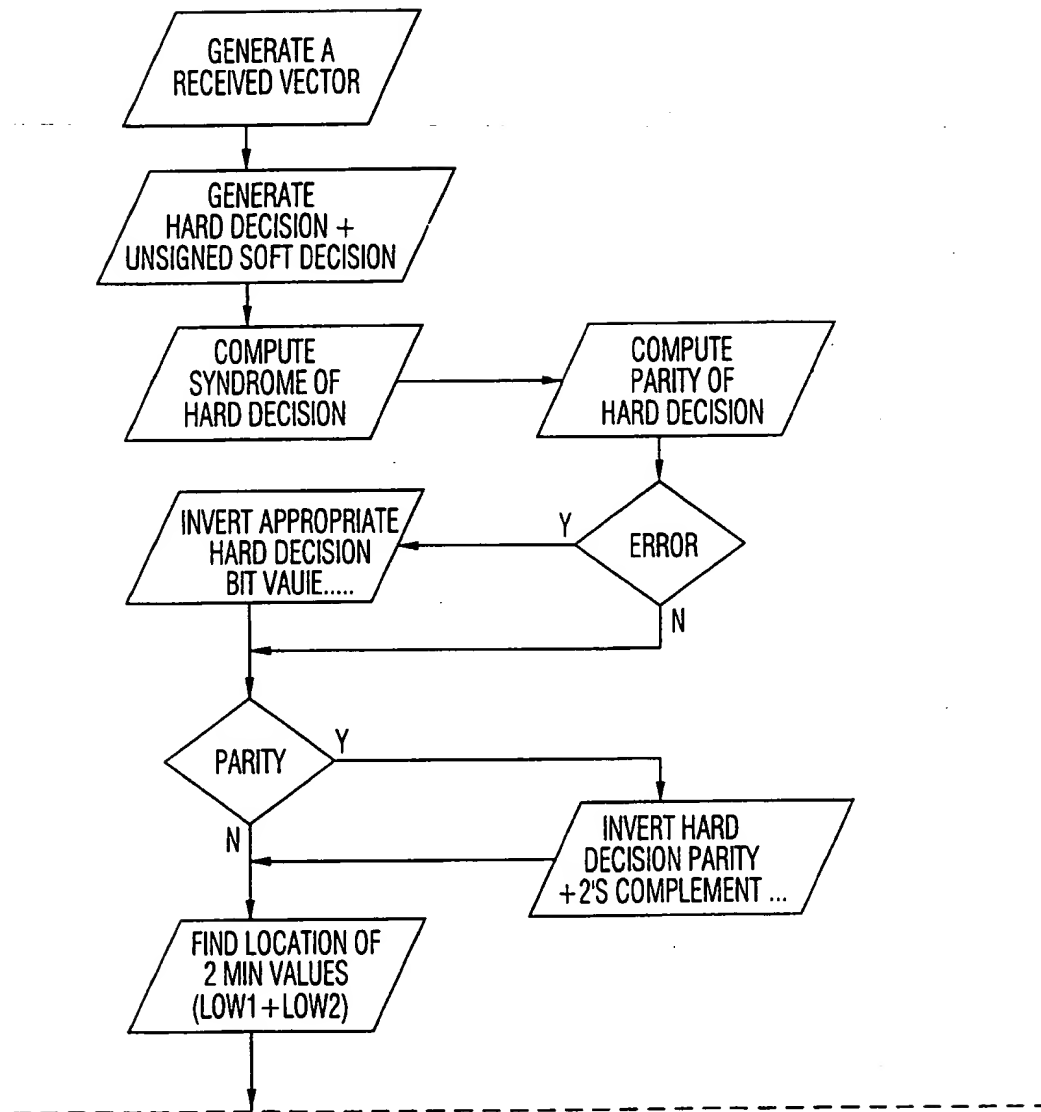 GENERATE A
RECEIVED VECTOR
GENERATE
HARD DECISION +
UNSIGNED SOFT DECISION
COMPUTE
SYNDROME OF
HARD DECISION
COMPUTE
PARITY OF
HARD DECISION
ERROR
Y
N
INVERT APPROPRIATE
HARD DECISION
BIT VAUIE.....
PARITY
Y
N
INVERT HARD
DECISION PARITY
+2'S COMPLEMENT ...
FIND LOCATION OF
2 MIN VALUES
(LOW1+LOW2)